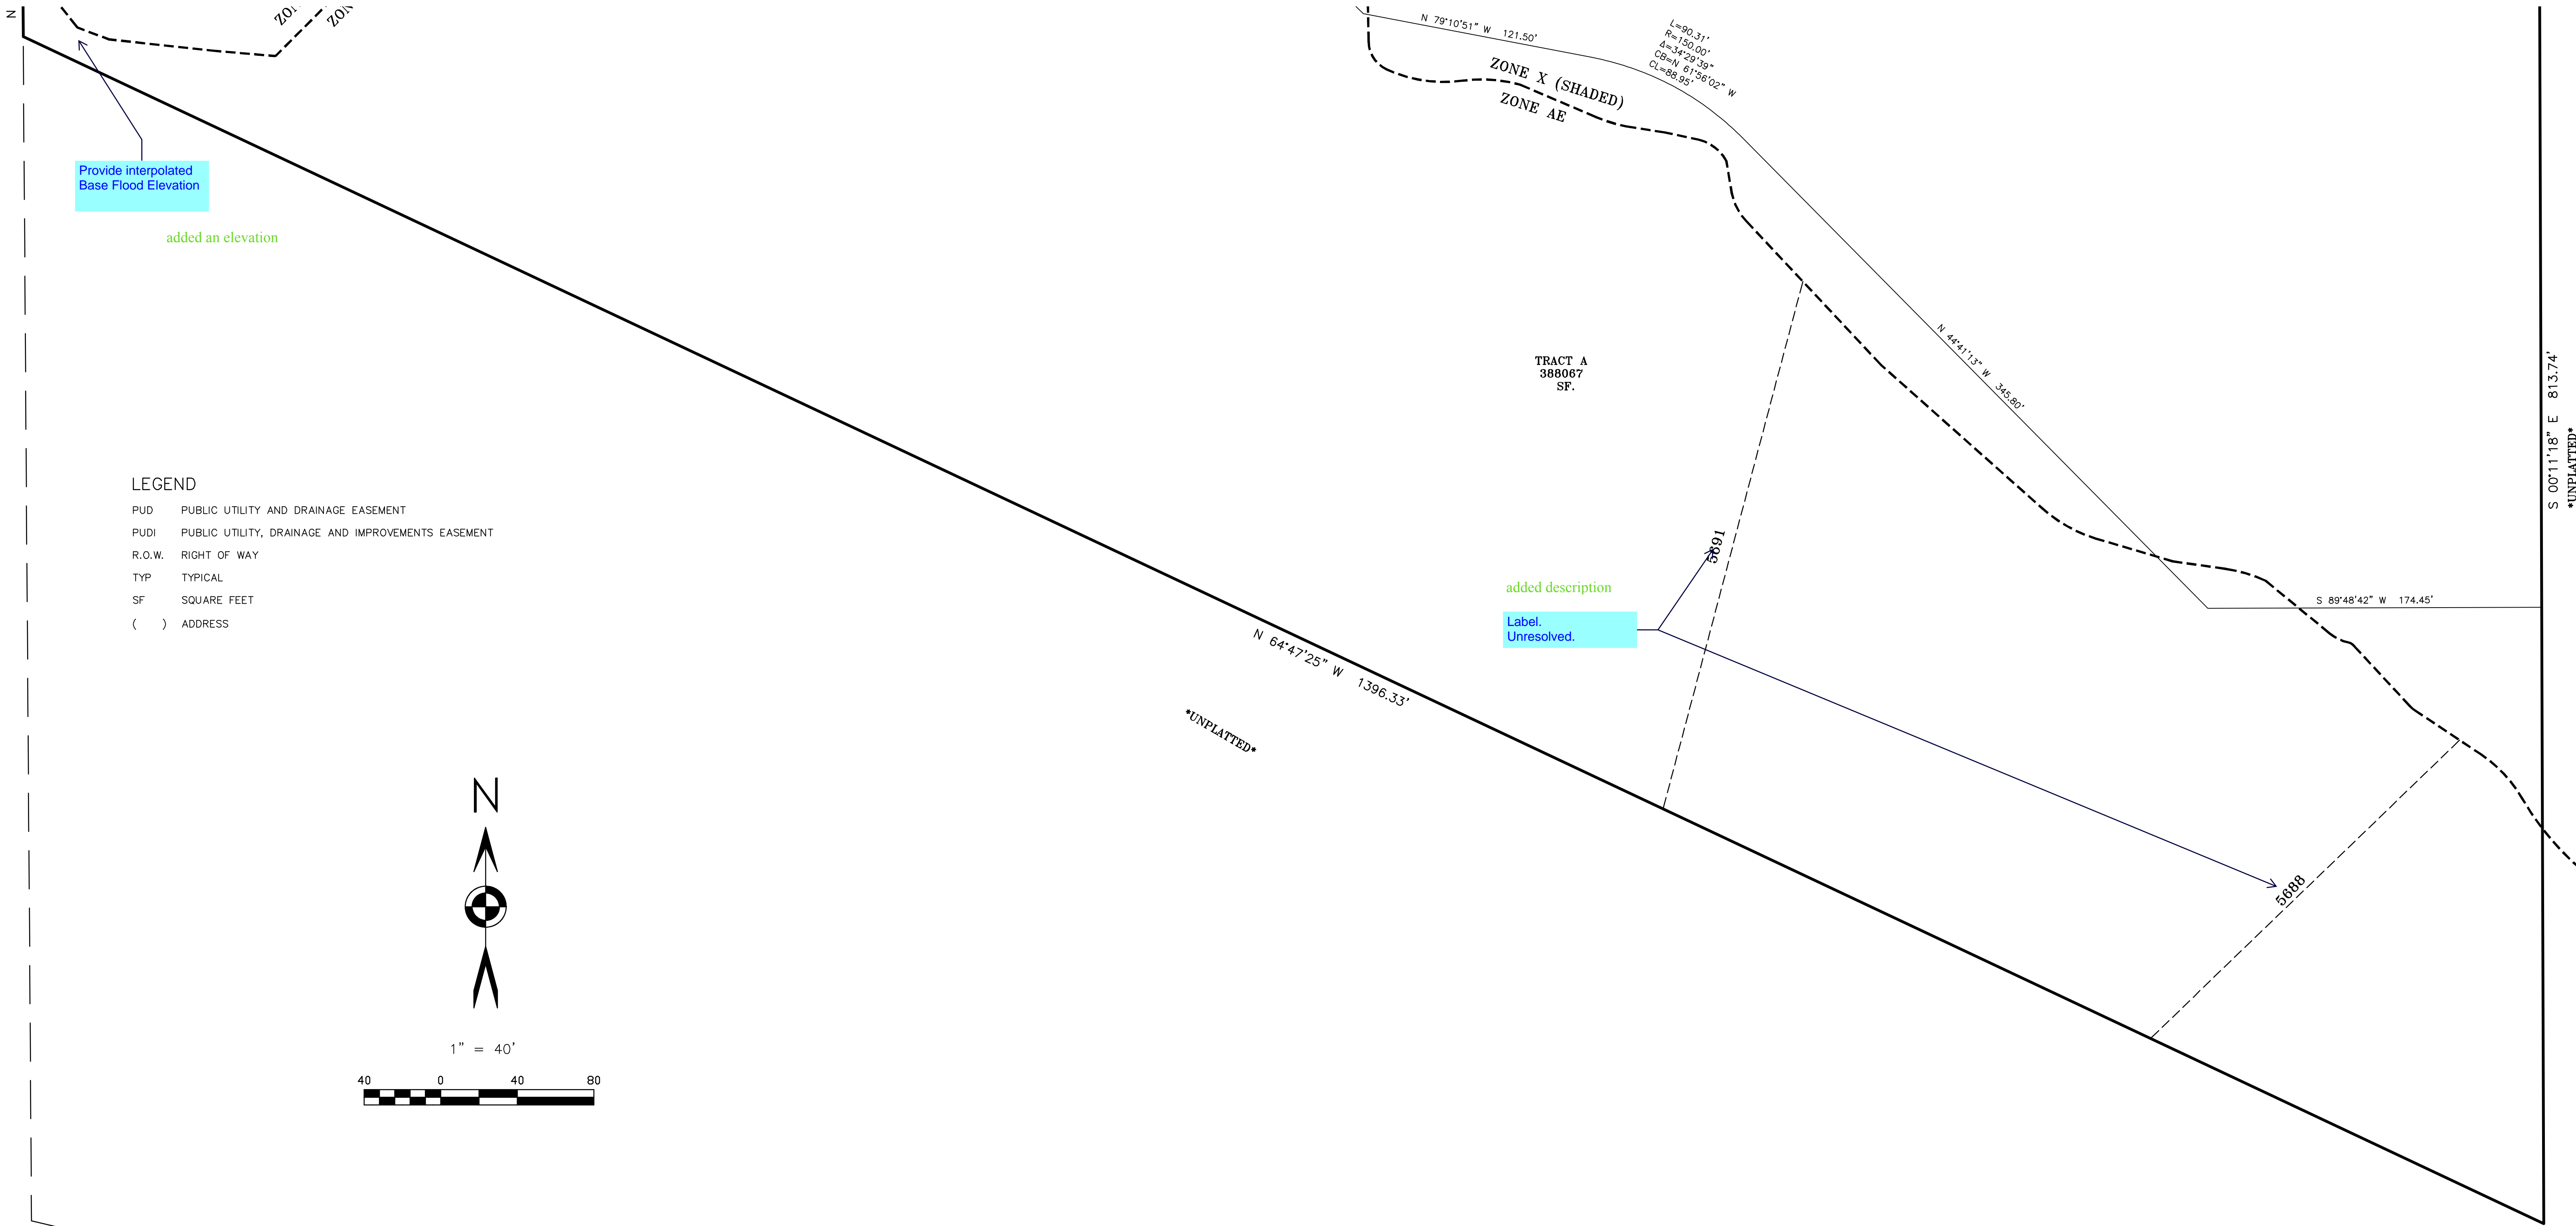 N
N 79°10'51" W 121.50'
L=90.31'
R=150.00'
Δ=34°29'39"
CB=N 61°56'02" W
CL=88.95'
ZONE X (SHADED)
ZONE AE
Provide interpolated
Base Flood Elevation
added an elevation
N 44°41'13" W 345.80'
TRACT A
388067
SF.
S 00°11'18" E 813.74'
*UNPLATTED*
LEGEND
PUD PUBLIC UTILITY AND DRAINAGE EASEMENT
PUDI PUBLIC UTILITY, DRAINAGE AND IMPROVEMENTS EASEMENT
R.O.W. RIGHT OF WAY
TYP TYPICAL
SF SQUARE FEET
( ) ADDRESS
5691
added description
Label.
Unresolved.
S 89°48'42" W 174.45'
N 64°47'25" W 1396.33'
*UNPLATTED*
5688
N
1" = 40'
40 0 40 80